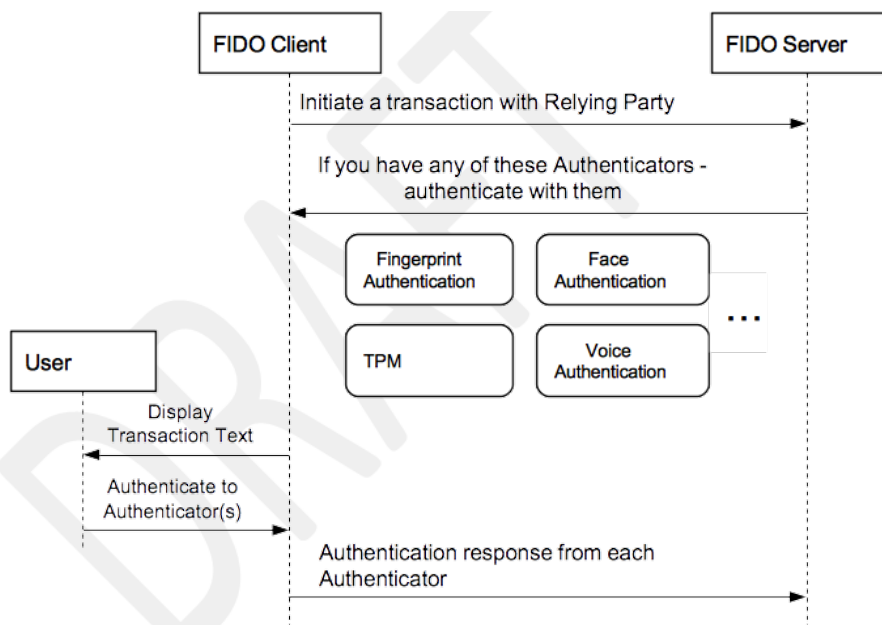 FIDO Client
FIDO Server
Initiate a transaction with Relying Party
If you have any of these Authenticators -
authenticate with them
Fingerprint
Authentication
Face
Authentication
...
TPM
Voice
Authentication
User
Display
Transaction Text
Authenticate to
Authenticator(s)
Authentication response from each
Authenticator
DRAFT